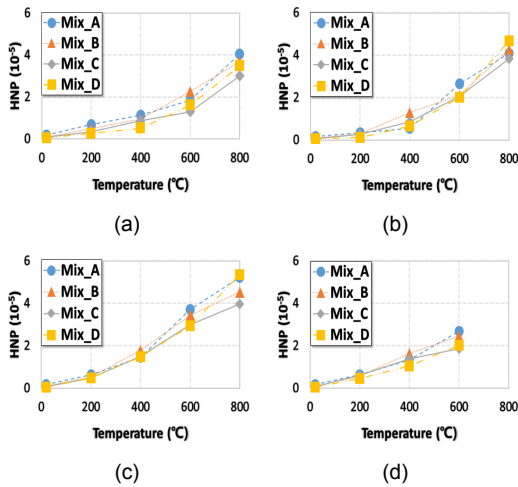 6
4
2
0
HNP (10⁻⁵)
Mix_A
Mix_B
Mix_C
Mix_D
0 200 400 600 800
Temperature (℃)
(a)
6
4
2
0
HNP (10⁻⁵)
Mix_A
Mix_B
Mix_C
Mix_D
0 200 400 600 800
Temperature (℃)
(b)
6
4
2
0
HNP (10⁻⁵)
Mix_A
Mix_B
Mix_C
Mix_D
0 200 400 600 800
Temperature (℃)
(c)
6
4
2
0
HNP (10⁻⁵)
Mix_A
Mix_B
Mix_C
Mix_D
0 200 400 600 800
Temperature (℃)
(d)